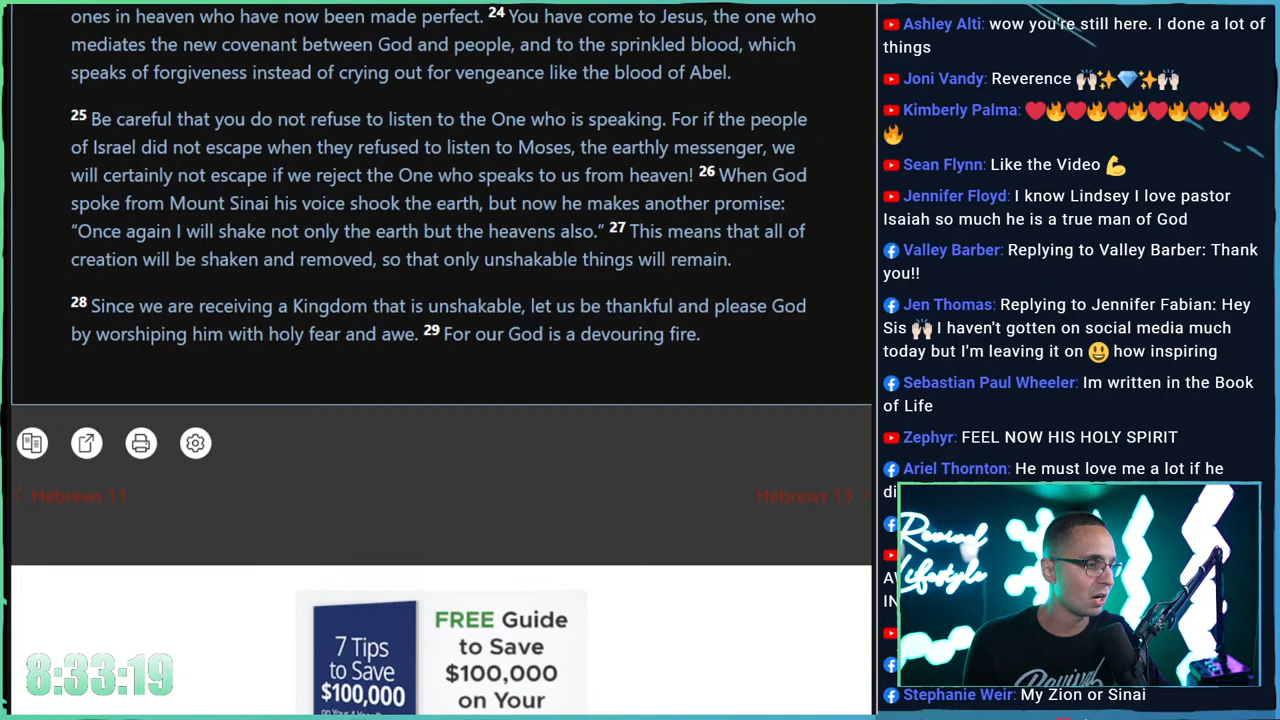 ones in heaven who have now been made perfect. 24 You have come to Jesus, the one who
mediates the new covenant between God and people, and to the sprinkled blood, which
speaks of forgiveness instead of crying out for vengeance like the blood of Abel.
25 Be careful that you do not refuse to listen to the One who is speaking. For if the people
of Israel did not escape when they refused to listen to Moses, the earthly messenger, we
will certainly not escape if we reject the One who speaks to us from heaven! 26 When God
spoke from Mount Sinai his voice shook the earth, but now he makes another promise:
“Once again I will shake not only the earth but the heavens also.” 27 This means that all of
creation will be shaken and removed, so that only unshakable things will remain.
28 Since we are receiving a Kingdom that is unshakable, let us be thankful and please God
by worshiping him with holy fear and awe. 29 For our God is a devouring fire.
< Hebrews 11
Hebrews 13 >
7 Tips
to Save
$100,000
FREE Guide
to Save
$100,000
on Your
8:33:19
Ashley Alti: wow you're still here. I done a lot of
things
Joni Vandy: Reverence 🙌🏻✨💎✨🙌🏻
Kimberly Palma: ❤️🔥❤️🔥❤️🔥❤️🔥❤️🔥❤️
🔥
Sean Flynn: Like the Video 💪
Jennifer Floyd: I know Lindsey I love pastor
Isaiah so much he is a true man of God
Valley Barber: Replying to Valley Barber: Thank
you!!
Jen Thomas: Replying to Jennifer Fabian: Hey
Sis 🙌🏻 I haven't gotten on social media much
today but I'm leaving it on 😃 how inspiring
Sebastian Paul Wheeler: Im written in the Book
of Life
Zephyr: FEEL NOW HIS HOLY SPIRIT
Ariel Thornton: He must love me a lot if he
Revival
Lifestyle
Revival
Stephanie Weir: My Zion or Sinai